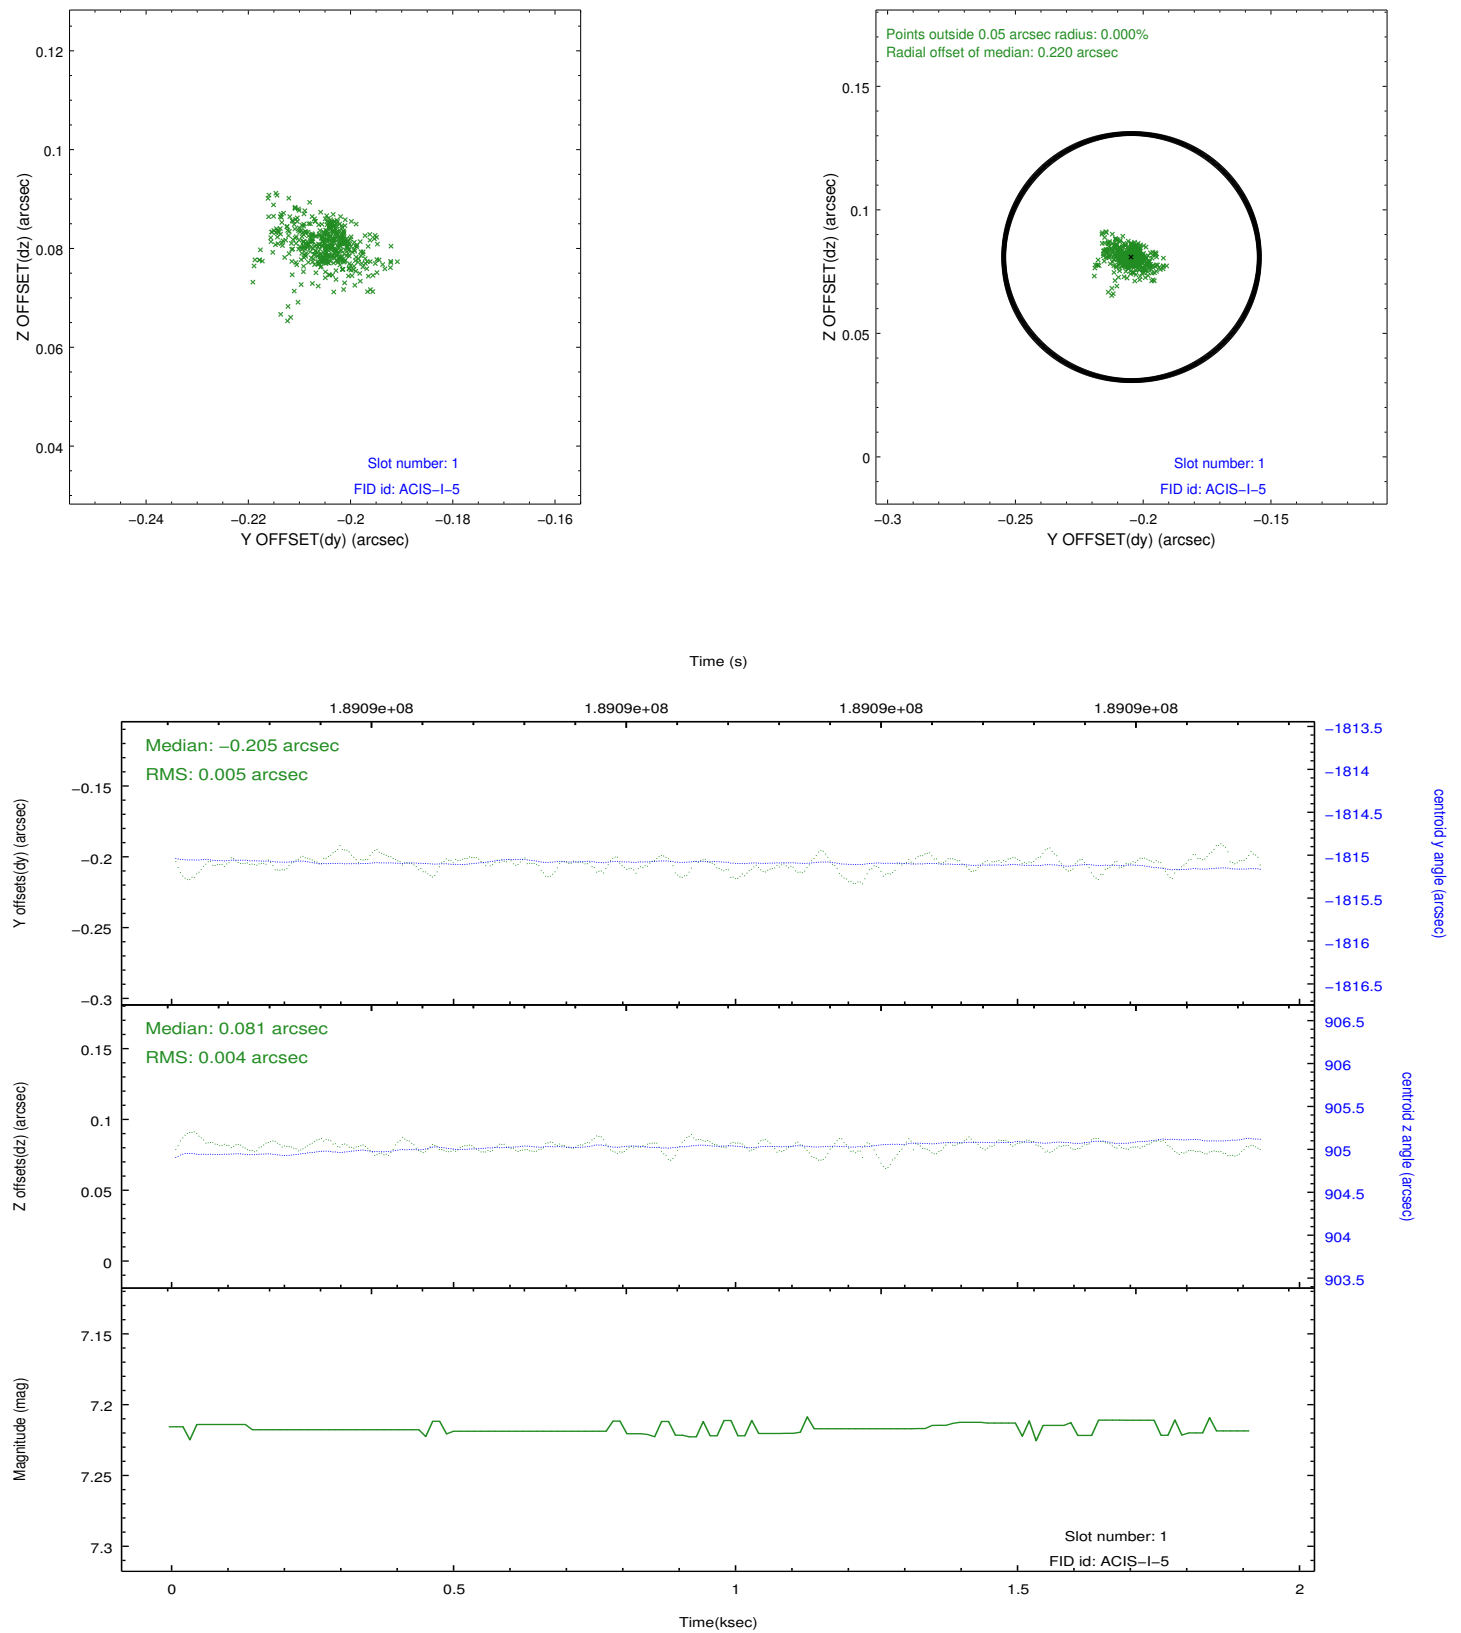 0.12
0.1
0.08
0.06
0.04
Z OFFSET(dz) (arcsec)
Slot number: 1
FID id: ACIS−I−5
−0.24
−0.22
−0.2
−0.18
−0.16
Y OFFSET(dy) (arcsec)
Points outside 0.05 arcsec radius: 0.000%
Radial offset of median: 0.220 arcsec
0.15
0.1
0.05
0
Z OFFSET(dz) (arcsec)
Slot number: 1
FID id: ACIS−I−5
−0.3
−0.25
−0.2
−0.15
Y OFFSET(dy) (arcsec)
Time (s)
1.8909e+08
1.8909e+08
1.8909e+08
1.8909e+08
Median: −0.205 arcsec
RMS: 0.005 arcsec
−0.15
−0.2
−0.25
−0.3
Y offsets(dy) (arcsec)
−1813.5
−1814
−1814.5
−1815
−1815.5
−1816
−1816.5
centroid y angle (arcsec)
Median: 0.081 arcsec
RMS: 0.004 arcsec
0.15
0.1
0.05
0
Z offsets(dz) (arcsec)
906.5
906
905.5
905
904.5
904
903.5
centroid z angle (arcsec)
7.15
7.2
7.25
7.3
Magnitude (mag)
Slot number: 1
FID id: ACIS−I−5
0
0.5
1
1.5
2
Time(ksec)